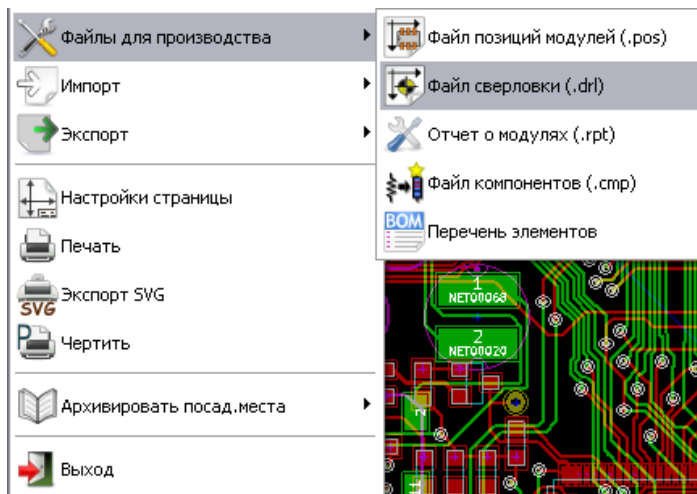 Файлы для производства
Импорт
Экспорт
Настройки страницы
Печать
SVG
Экспорт SVG
Чертить
Архивировать посад.места
Выход
Файл позиций модулей (.pos)
Файл сверловки (.drl)
Отчет о модулях (.rpt)
Файл компонентов (.cmp)
BOM
Перечень элементов
1
NET00068
2
NET00020
2